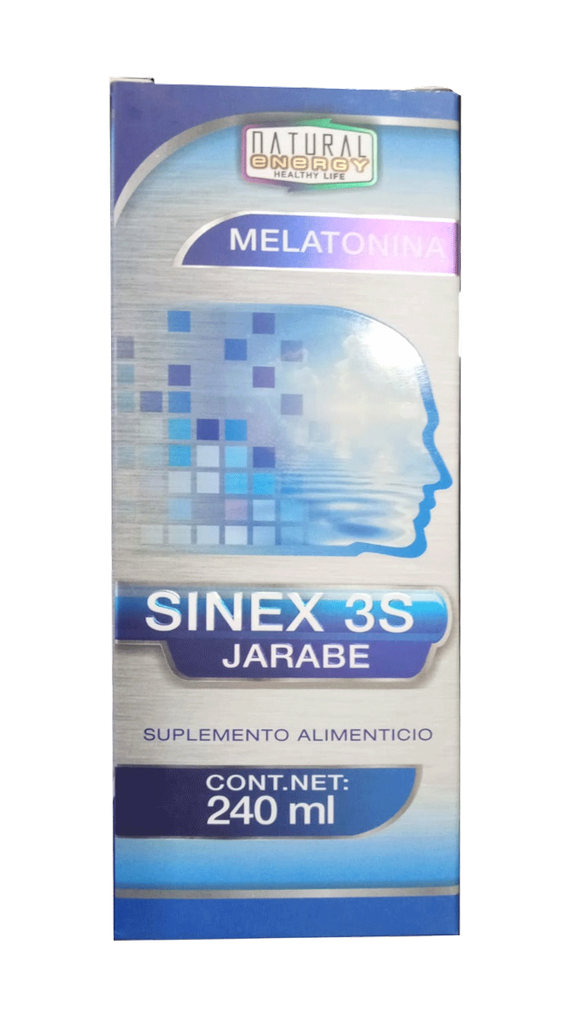 NATURAL
ENERGY
HEALTHY LIFE
MELATONINA
SINEX 3S
JARABE
SUPLEMENTO ALIMENTICIO
CONT.NET:
240 ml